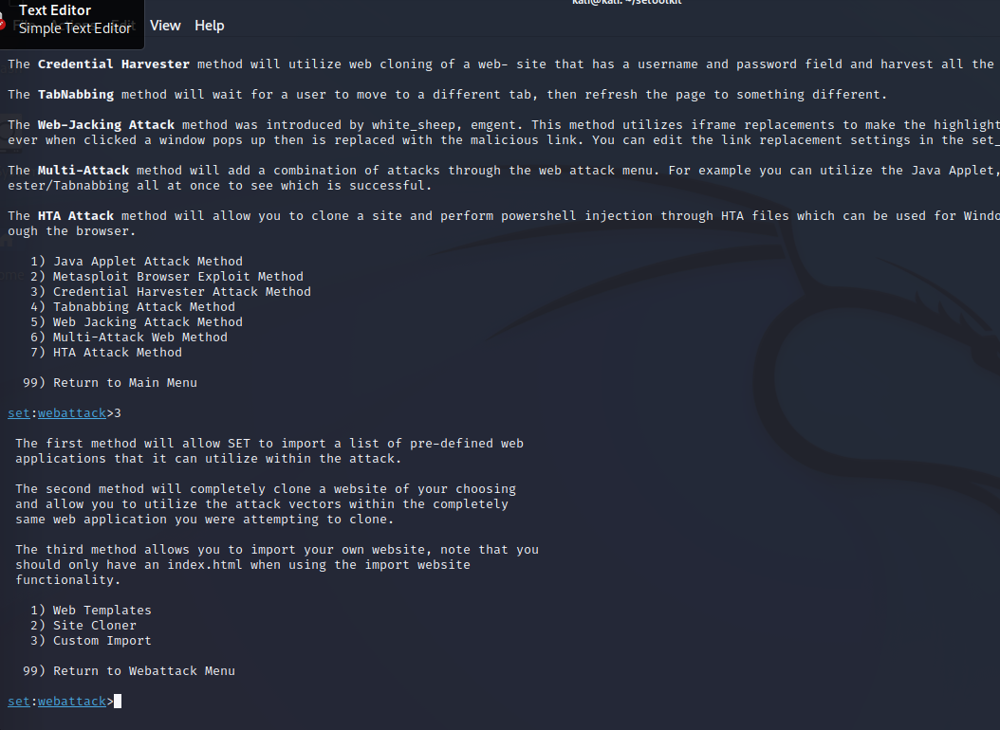 Text Editor
Simple Text Editor
View Help
The Credential Harvester method will utilize web cloning of a web- site that has a username and password field and harvest all the
The TabNabbing method will wait for a user to move to a different tab, then refresh the page to something different.
The Web-Jacking Attack method was introduced by white_sheep, emgent. This method utilizes iframe replacements to make the highlight
ever when clicked a window pops up then is replaced with the malicious link. You can edit the link replacement settings in the set_
The Multi-Attack method will add a combination of attacks through the web attack menu. For example you can utilize the Java Applet,
ester/Tabnabbing all at once to see which is successful.
The HTA Attack method will allow you to clone a site and perform powershell injection through HTA files which can be used for Windo
ough the browser.
1) Java Applet Attack Method
2) Metasploit Browser Exploit Method
3) Credential Harvester Attack Method
4) Tabnabbing Attack Method
5) Web Jacking Attack Method
6) Multi-Attack Web Method
7) HTA Attack Method
99) Return to Main Menu
set:webattack>3
The first method will allow SET to import a list of pre-defined web
applications that it can utilize within the attack.
The second method will completely clone a website of your choosing
and allow you to utilize the attack vectors within the completely
same web application you were attempting to clone.
The third method allows you to import your own website, note that you
should only have an index.html when using the import website
functionality.
1) Web Templates
2) Site Cloner
3) Custom Import
99) Return to Webattack Menu
set:webattack>